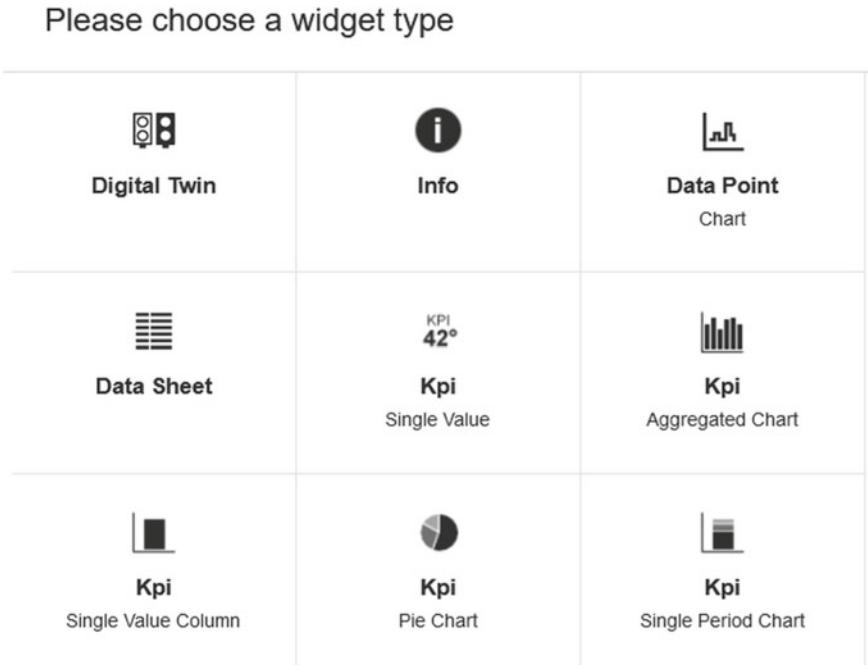 Please choose a widget type
Digital Twin
Info
i
Data Point
Chart
Data Sheet
KPI
42°
Kpi
Single Value
Kpi
Aggregated Chart
Kpi
Single Value Column
Kpi
Pie Chart
Kpi
Single Period Chart